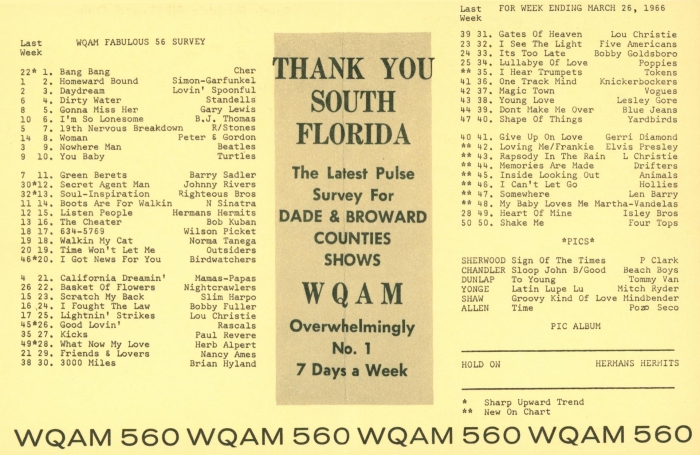 Last WQAM FABULOUS 56 SURVEY
Week
22* 1. Bang Bang Cher
1 2. Homeward Bound Simon-Garfunkel
2 3. Daydream Lovin' Spoonful
6 4. Dirty Water Standells
8 5. Gonna Miss Her Gary Lewis
10 6. I'm So Lonesome B.J. Thomas
5 7. 19th Nervous Breakdown R/Stones
14 8. Woman Peter & Gordon
3 9. Nowhere Man Beatles
9 10. You Baby Turtles
7 11. Green Berets Barry Sadler
30*12. Secret Agent Man Johnny Rivers
32*13. Soul-Inspiration Righteous Bros
11 14. Boots Are For Walkin N Sinatra
12 15. Listen People Hermans Hermits
13 16. The Cheater Bob Kuban
18 17. 634-5769 Wilson Picket
19 18. Walkin My Cat Norma Tanega
20 19. Time Won't Let Me Outsiders
46*20. I Got News For You Birdwatchers
4 21. California Dreamin' Mamas-Papas
26 22. Basket Of Flowers Nightcrawlers
15 23. Scratch My Back Slim Harpo
16 24. I Fought The Law Bobby Fuller
17 25. Lightnin' Strikes Lou Christie
45*26. Good Lovin' Rascals
35 27. Kicks Paul Revere
49*28. What Now My Love Herb Alpert
21 29. Friends & Lovers Nancy Ames
38 30. 3000 Miles Brian Hyland
THANK YOU
SOUTH
FLORIDA
The Latest Pulse
Survey For
DADE & BROWARD
COUNTIES
SHOWS
WQAM
Overwhelmingly
No. 1
7 Days a Week
Last FOR WEEK ENDING MARCH 26, 1966
Week
39 31. Gates Of Heaven Lou Christie
23 32. I See The Light Five Americans
24 33. Its Too Late Bobby Goldsboro
25 34. Lullabye Of Love Poppies
** 35. I Hear Trumpets Tokens
41 36. One Track Mind Knickerbockers
42 37. Magic Town Vogues
43 38. Young Love Lesley Gore
44 39. Dont Make Me Over Blue Jeans
47 40. Shape Of Things Yardbirds
40 41. Give Up On Love Gerri Diamond
** 42. Loving Me/Frankie Elvis Presley
** 43. Rapsody In The Rain L Christie
** 44. Memories Are Made Drifters
** 45. Inside Looking Out Animals
** 46. I Can't Let Go Hollies
** 47. Somewhere Len Barry
** 48. My Baby Loves Me Martha-Vandelas
28 49. Heart Of Mine Isley Bros
50 50. Shake Me Four Tops
*PICS*
SHERWOOD Sign Of The Times P Clark
CHANDLER Sloop John B/Good Beach Boys
DUNLAP To Young Tommy Van
YONGE Latin Lupe Lu Mitch Ryder
SHAW Groovy Kind Of Love Mindbender
ALLEN Time Pozo Seco
PIC ALBUM
HOLD ON HERMANS HERMITS
* Sharp Upward Trend
** New On Chart
WQAM 560 WQAM 560 WQAM 560 WQAM 560